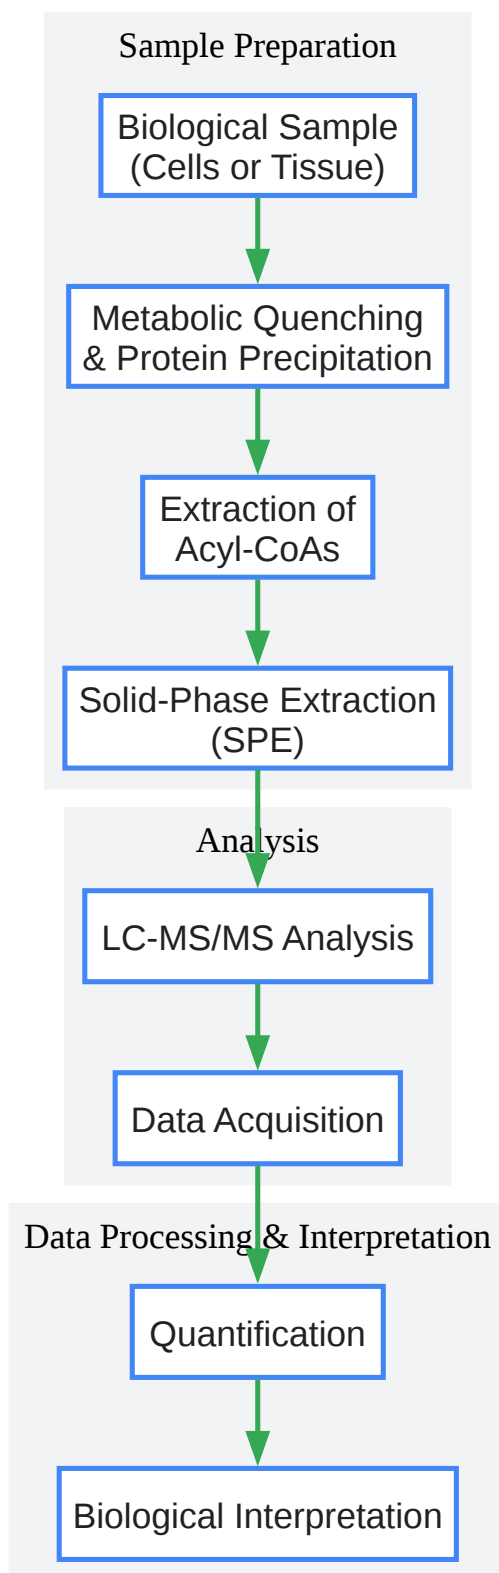 Sample Preparation
Biological Sample
(Cells or Tissue)
Metabolic Quenching
& Protein Precipitation
Extraction of
Acyl-CoAs
Solid-Phase Extraction
(SPE)
Analysis
LC-MS/MS Analysis
Data Acquisition
Data Processing & Interpretation
Quantification
Biological Interpretation